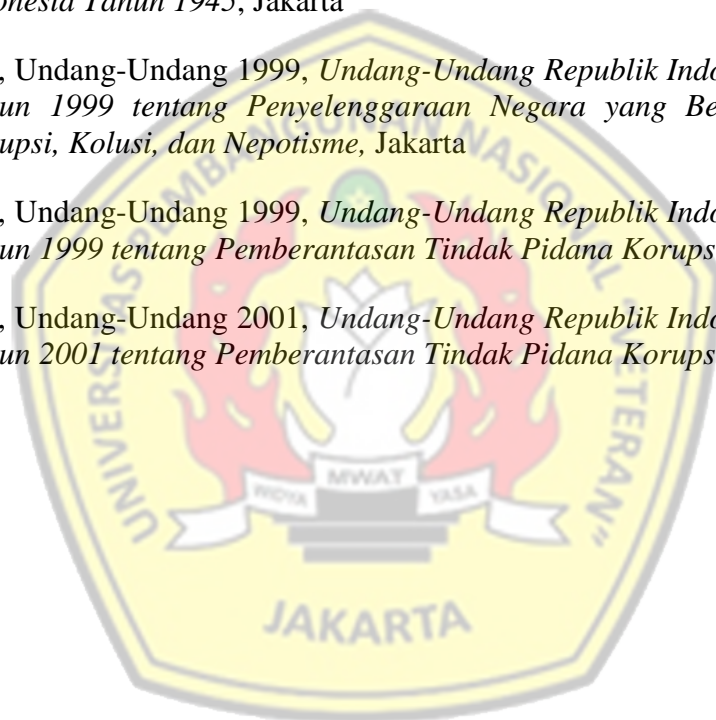 onesia Tahun 1945, Jakarta
, Undang-Undang 1999, Undang-Undang Republik Indo
un 1999 tentang Penyelenggaraan Negara yang Be
upsi, Kolusi, dan Nepotisme, Jakarta
, Undang-Undang 1999, Undang-Undang Republik Indo
un 1999 tentang Pemberantasan Tindak Pidana Korups
, Undang-Undang 2001, Undang-Undang Republik Indo
un 2001 tentang Pemberantasan Tindak Pidana Korups
UNIVERSITAS PEMBANGUNAN NASIONAL "VETERAN"
WIDYA MWAT YASA
JAKARTA